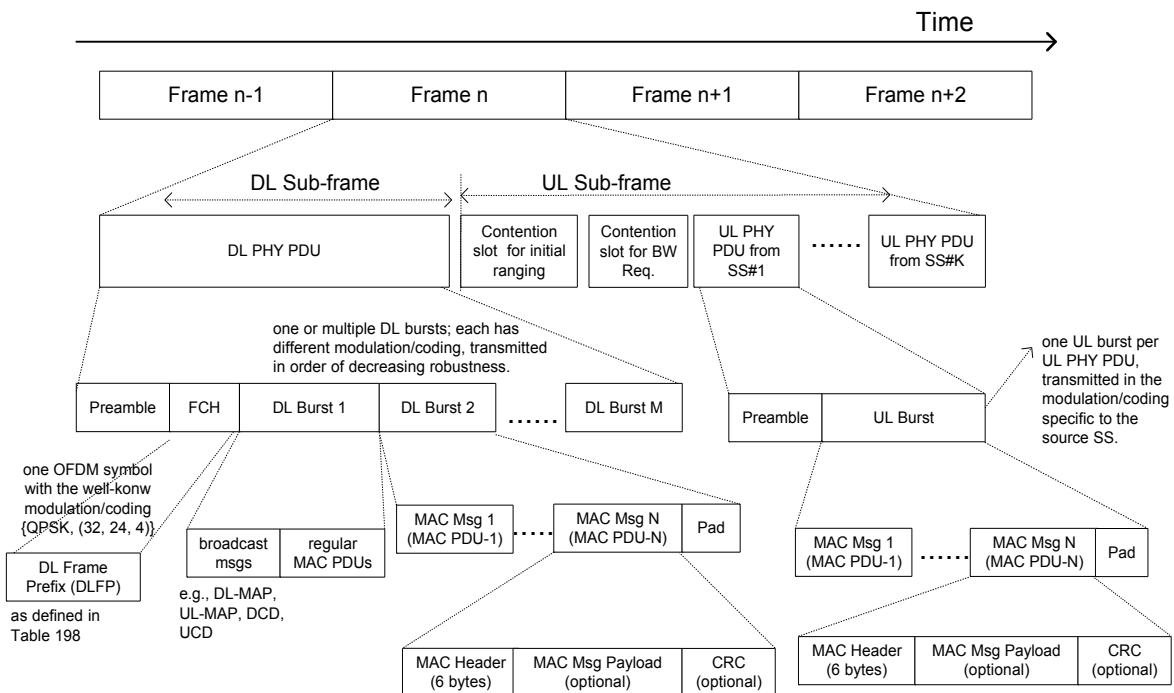 Time
Frame n-1
Frame n
Frame n+1
Frame n+2
DL Sub-frame
UL Sub-frame
DL PHY PDU
Contention
slot for initial
ranging
Contention
slot for BW
Req.
UL PHY
PDU from
SS#1
......
UL PHY PDU
from SS#K
one or multiple DL bursts; each has
different modulation/coding, transmitted
in order of decreasing robustness.
one UL burst per
UL PHY PDU,
transmitted in the
modulation/coding
specific to the
source SS.
Preamble
FCH
DL Burst 1
DL Burst 2
......
DL Burst M
Preamble
UL Burst
one OFDM symbol
with the well-konw
modulation/coding
{QPSK, (32, 24, 4)}
DL Frame
Prefix (DLFP)
as defined in
Table 198
broadcast
msgs
regular
MAC PDUs
e.g., DL-MAP,
UL-MAP, DCD,
UCD
MAC Msg 1
(MAC PDU-1)
......
MAC Msg N
(MAC PDU-N)
Pad
MAC Msg 1
(MAC PDU-1)
......
MAC Msg N
(MAC PDU-N)
Pad
MAC Header
(6 bytes)
MAC Msg Payload
(optional)
CRC
(optional)
MAC Header
(6 bytes)
MAC Msg Payload
(optional)
CRC
(optional)